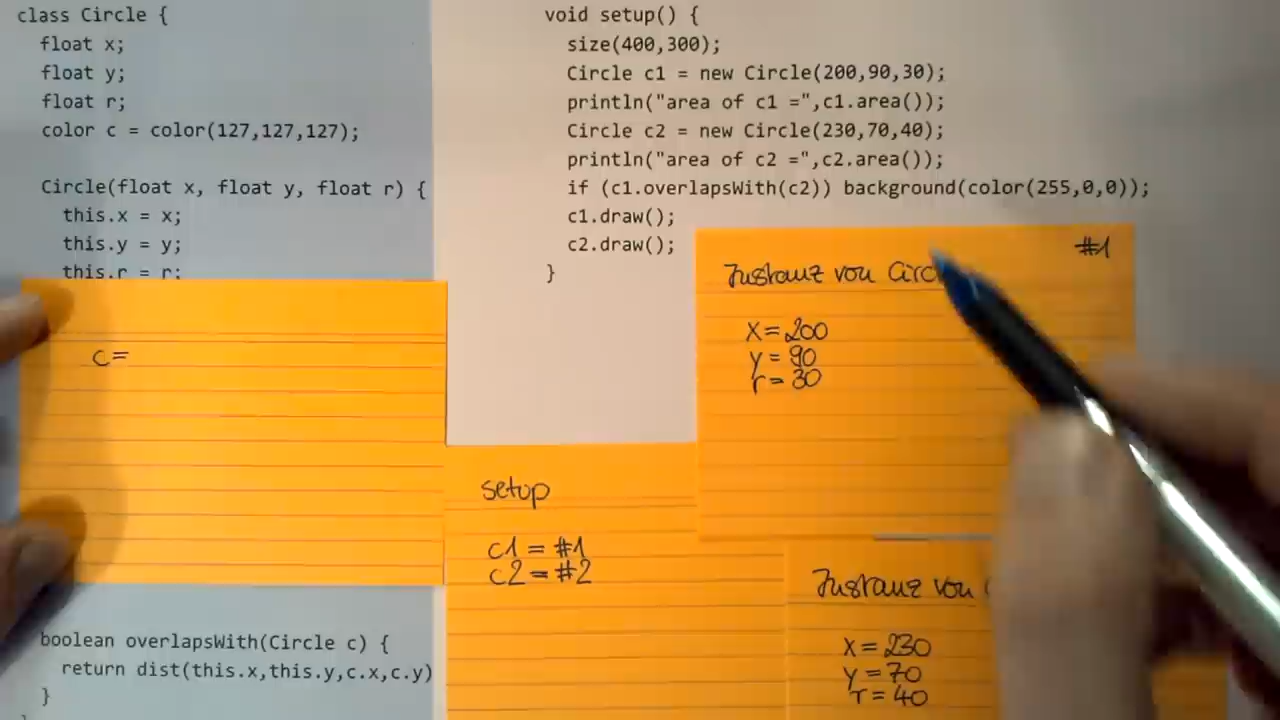 class Circle {
float x;
float y;
float r;
color c = color(127,127,127);
Circle(float x, float y, float r) {
this.x = x;
this.y = y;
this.r = r;
c=
boolean overlapsWith(Circle c) {
return dist(this.x,this.y,c.x,c.y)
}
void setup() {
size(400,300);
Circle c1 = new Circle(200,90,30);
println("area of c1 =",c1.area());
Circle c2 = new Circle(230,70,40);
println("area of c2 =",c2.area());
if (c1.overlapsWith(c2)) background(color(255,0,0));
c1.draw();
c2.draw();
}
#1
Instanz von Circ
x=200
y=90
r=30
setup
c1=#1
c2=#2
Instanz von
x=230
y=70
r=40